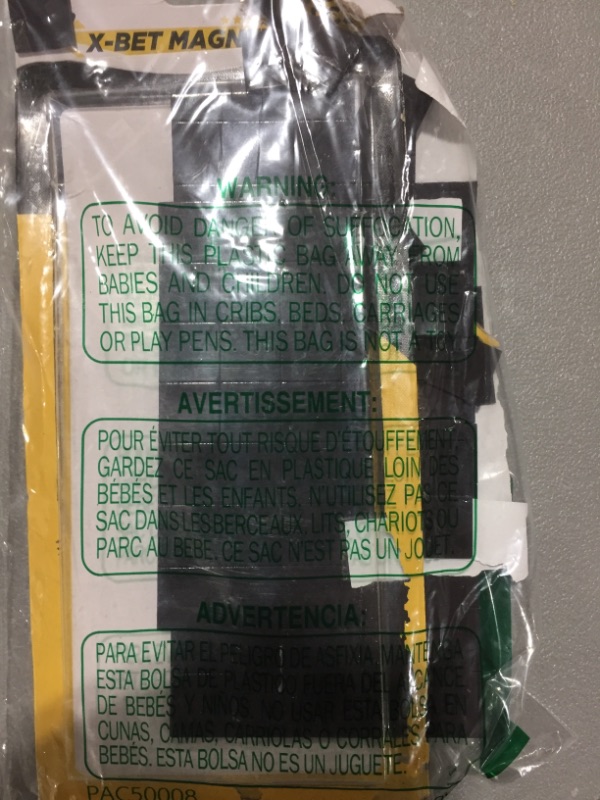 X-BET MAGN
WARNING:
TO AVOID DANGER OF SUFFOCATION,
KEEP THIS PLASTIC BAG AWAY FROM
BABIES AND CHILDREN. DO NOT USE
THIS BAG IN CRIBS, BEDS, CARRIAGES
OR PLAY PENS. THIS BAG IS NOT A TOY.
AVERTISSEMENT:
POUR ÉVITER TOUT RISQUE D'ÉTOUFFEMENT,
GARDEZ CE SAC EN PLASTIQUE LOIN DES
BÉBÉS ET LES ENFANTS. N'UTILISEZ PAS CE
SAC DANS LES BERCEAUX, LITS, CHARIOTS OU
PARC AU BEBÉ. CE SAC N'EST PAS UN JOUET.
ADVERTENCIA:
PARA EVITAR EL PELIGRO DE ASFIXIA, MANTENGA
ESTA BOLSA DE PLÁSTICO FUERA DEL ALCANCE
DE BEBÉS Y NIÑOS. NO USAR ESTA BOLSA EN
CUNAS, CAMAS, CARRIOLAS O CORRALES PARA
BEBÉS. ESTA BOLSA NO ES UN JUGUETE.
PAC50008